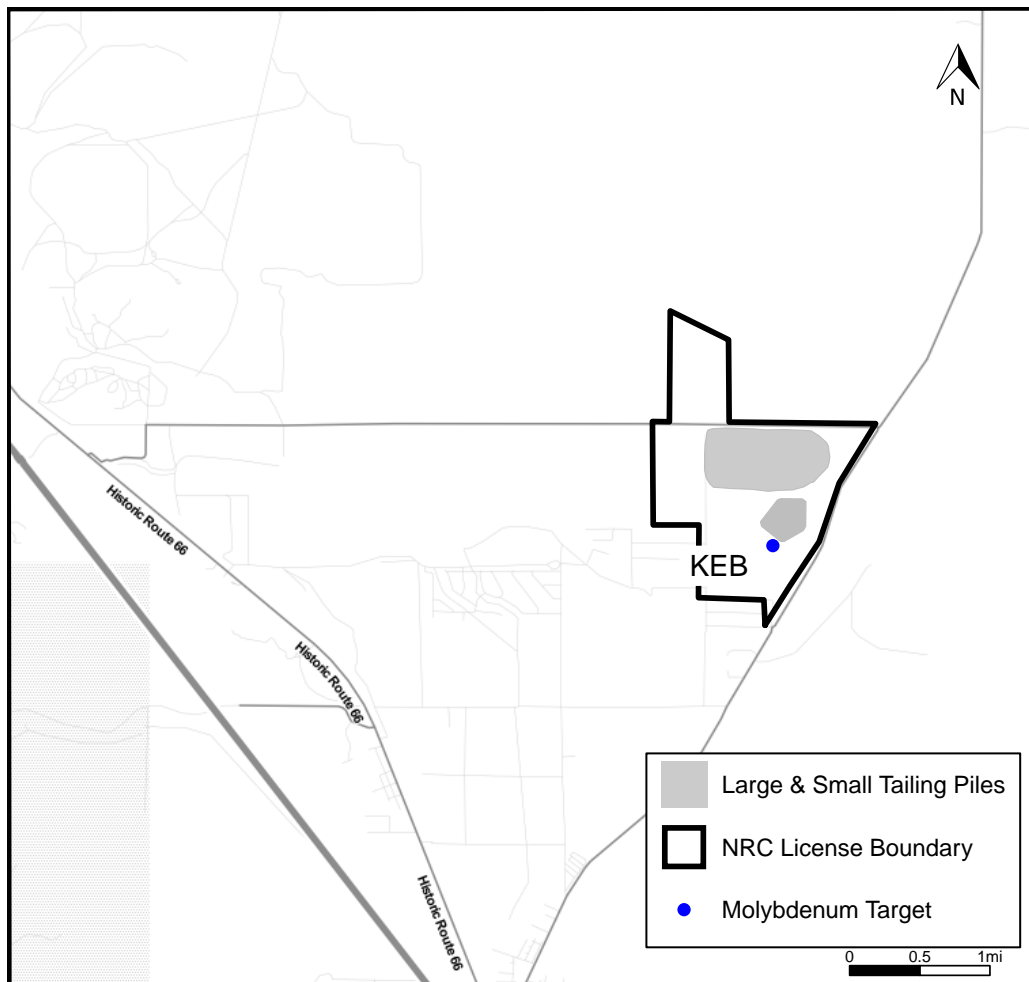 N
Historic Route 66
KEB
Historic Route 66
Large & Small Tailing Piles
NRC License Boundary
Historic Route 66
Molybdenum Target
0 0.5 1mi